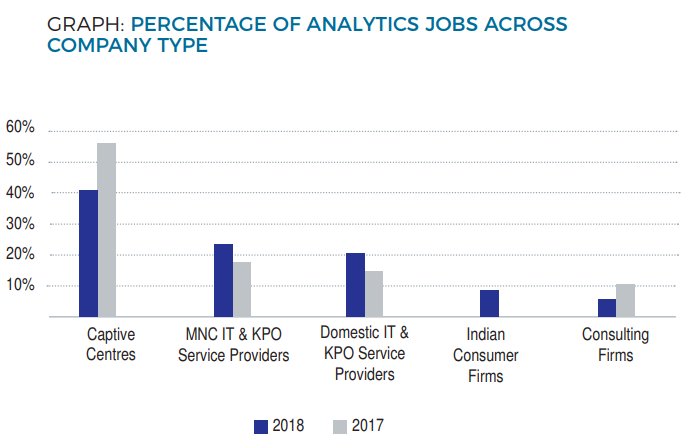 GRAPH: PERCENTAGE OF ANALYTICS JOBS ACROSS
COMPANY TYPE
60%
50%
40%
30%
20%
10%
Captive
Centres
MNC IT & KPO
Service Providers
Domestic IT &
KPO Service
Providers
Indian
Consumer
Firms
Consulting
Firms
2018
2017